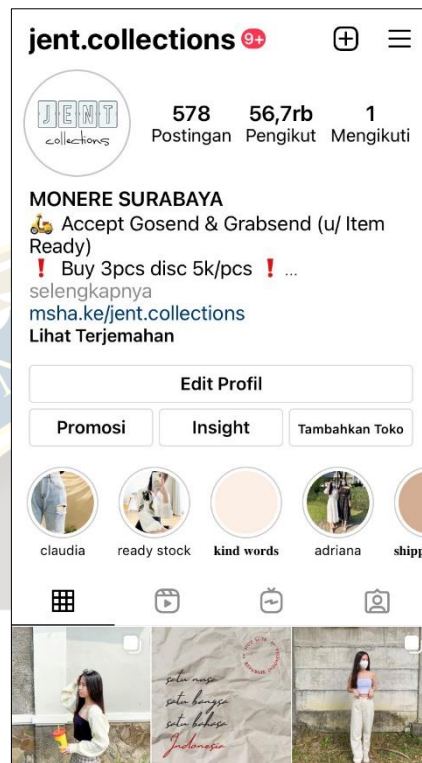 jent.collections 9+
JENT
collections
578 56,7rb 1
Postingan Pengikut Mengikuti
MONERE SURABAYA
🛵 Accept Gosend & Grabsend (u/ Item
Ready)
❗ Buy 3pcs disc 5k/pcs ❗ ...
selengkapnya
msha.ke/jent.collections
Lihat Terjemahan
Edit Profil
Promosi Insight Tambahkan Toko
claudia ready stock kind words adriana shipp
satu nusa
satu bangsa
satu bahasa
Indonesia